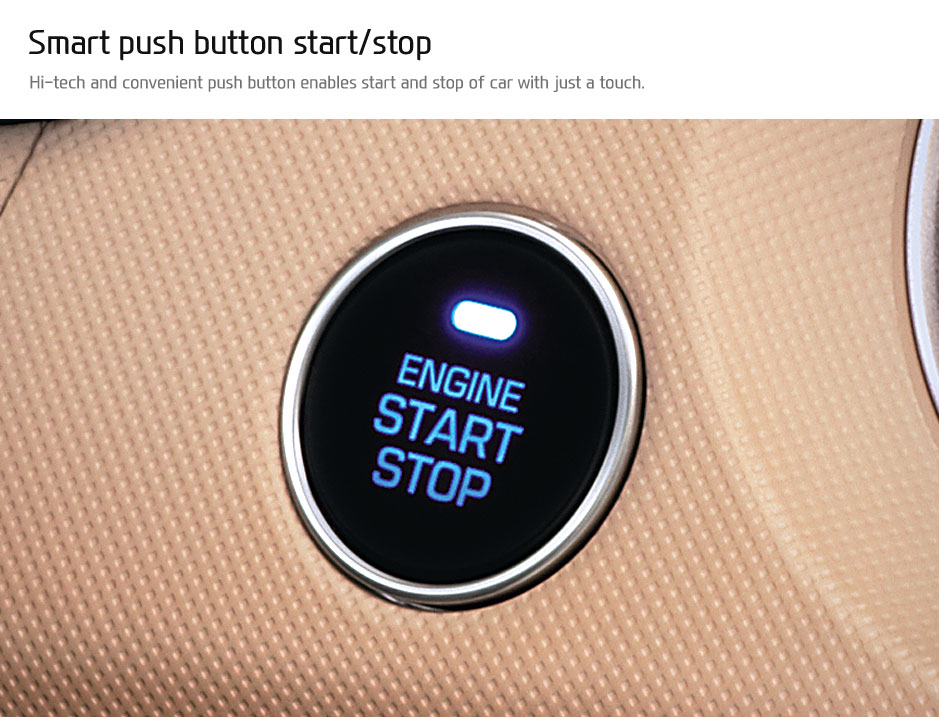 Smart push button start/stop
Hi-tech and convenient push button enables start and stop of car with just a touch.
ENGINE
START
STOP